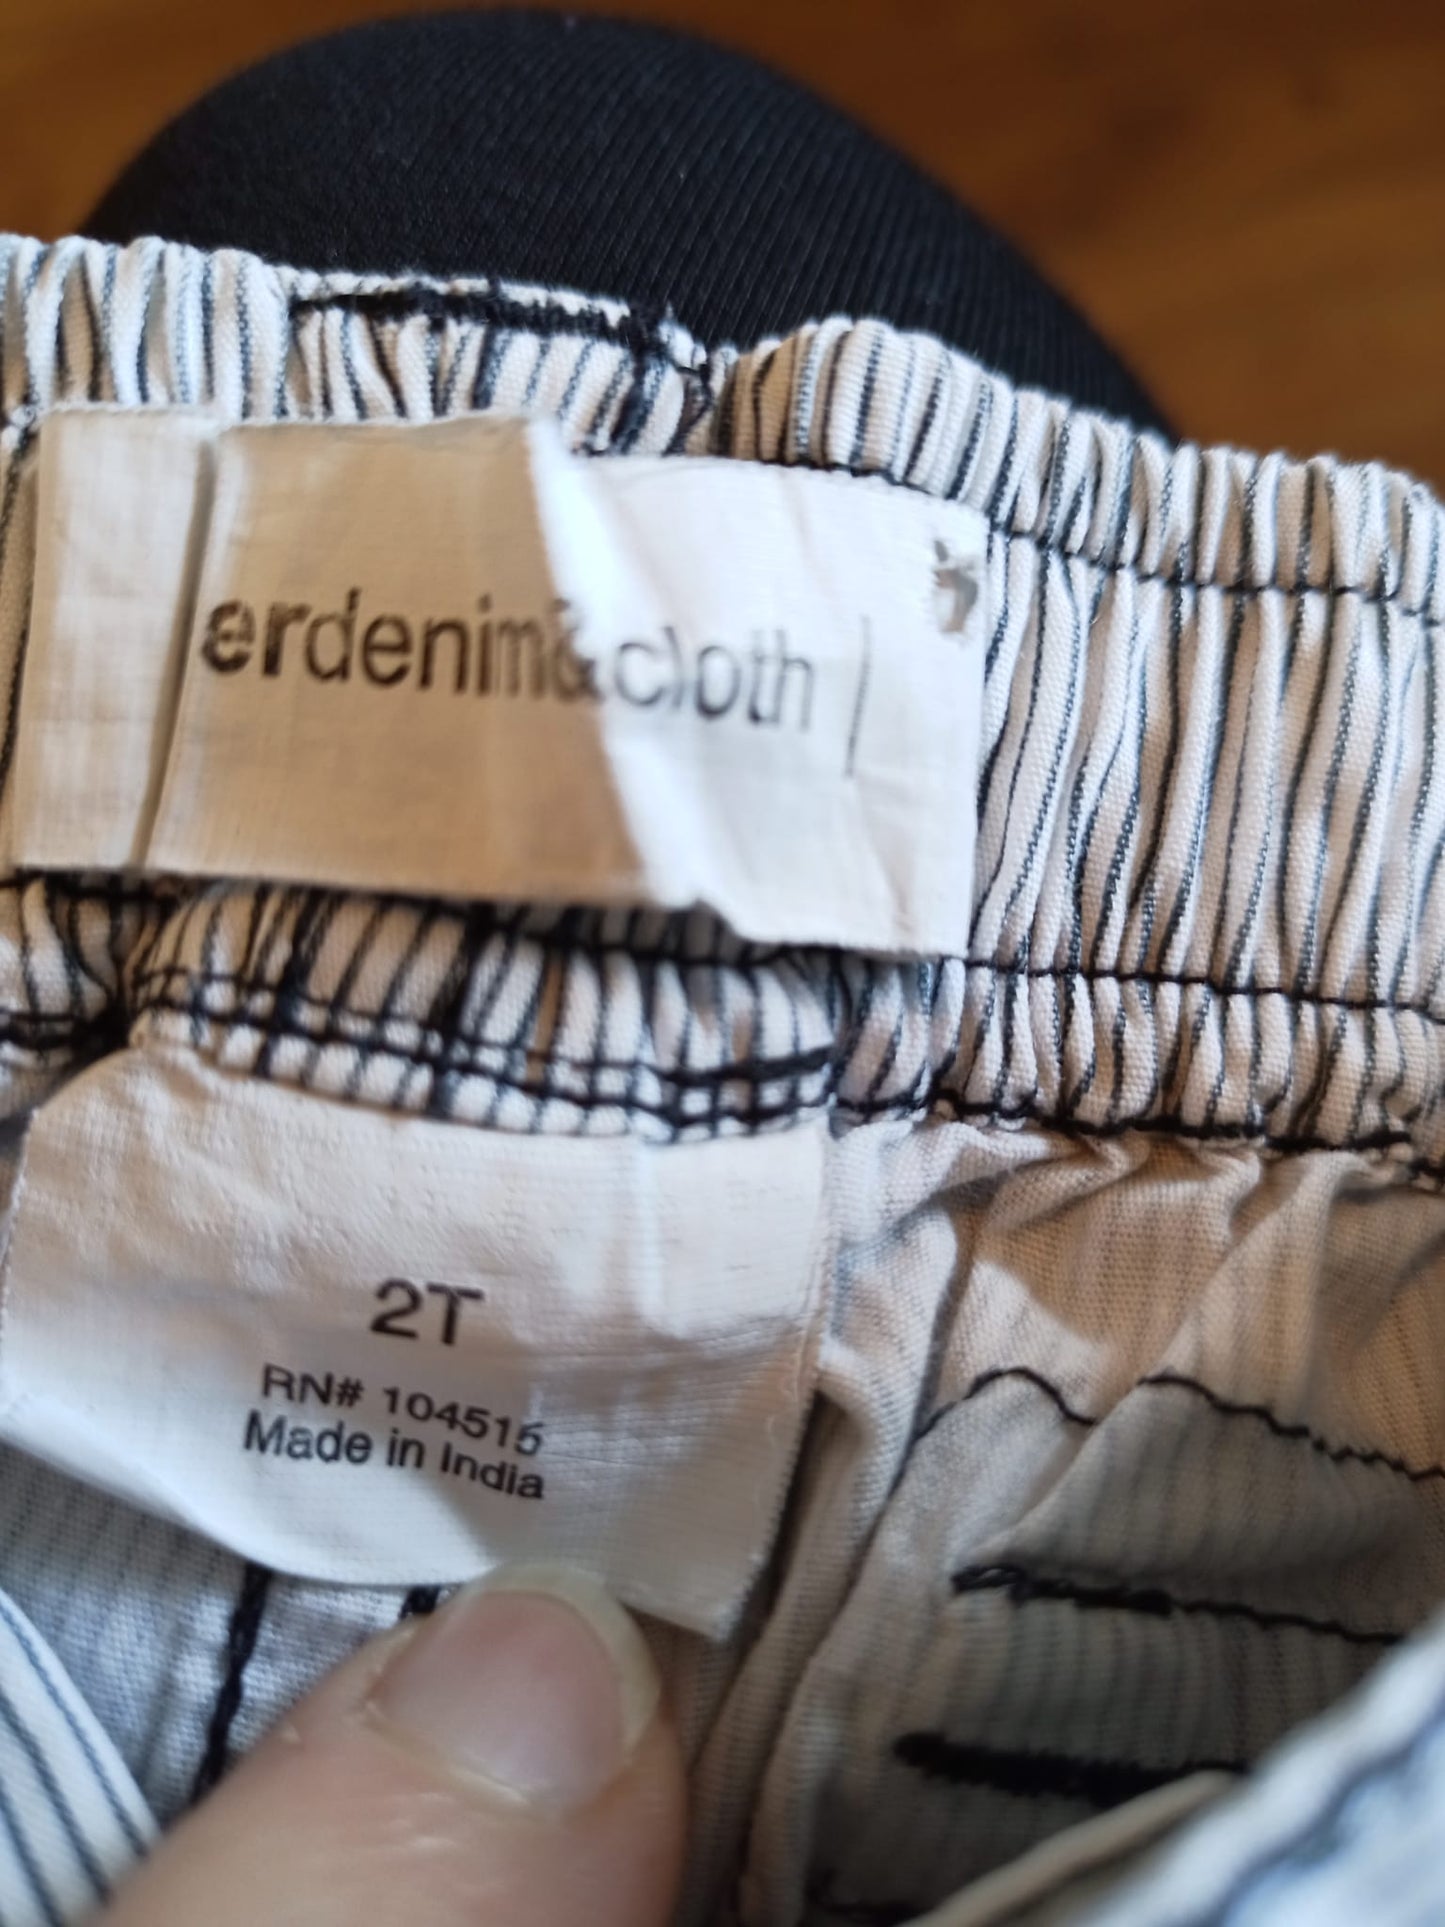 erdenim&cloth |
2T
RN# 104515
Made in India